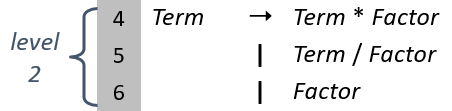 level
2
4 Term → Term * Factor
5 | Term / Factor
6 | Factor